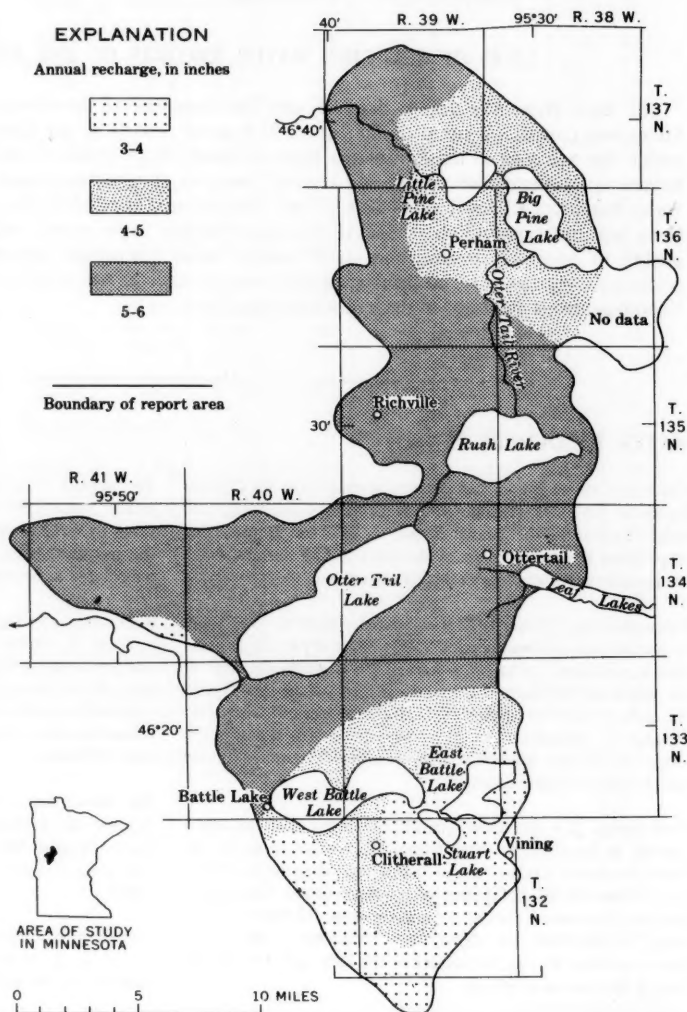 EXPLANATION
Annual recharge, in inches
3-4
4-5
5-6
Boundary of report area
40'
R. 39 W.
95°30'
R. 38 W.
T.
137
N.
46°40'
Little
Pine
Lake
Big
Pine
Lake
T.
136
N.
Perham
Otter Tail River
No data
Richville
30'
Rush Lake
T.
135
N.
R. 41 W.
95°50'
R. 40 W.
Otter Tail
Lake
Ottertail
Leaf Lakes
T.
134
N.
46°20'
T.
133
N.
East
Battle
Lake
Battle Lake
West Battle
Lake
Clitherall
Stuart
Lake
Vining
T.
132
N.
AREA OF STUDY
IN MINNESOTA
0 5 10 MILES